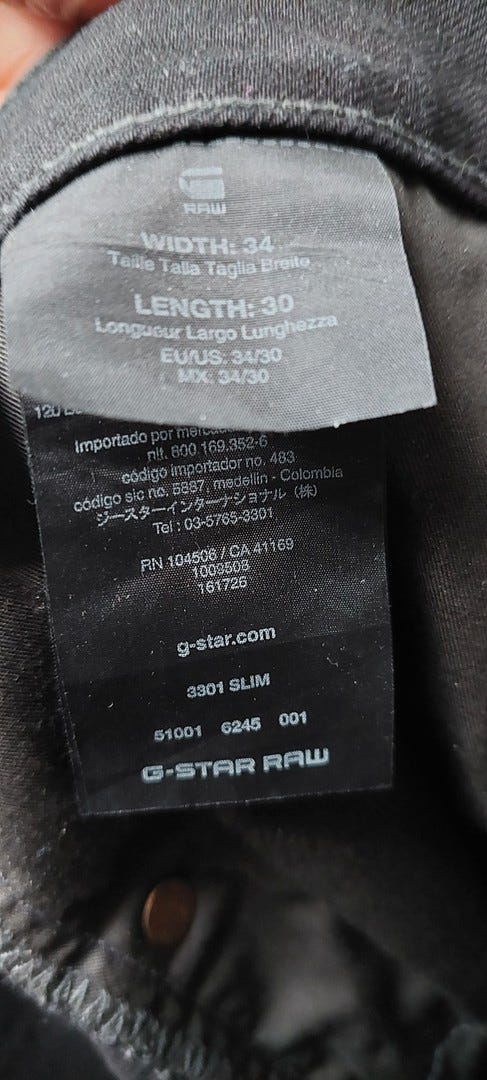 RAW
WIDTH: 34
Taille Talla Taglia Breite
LENGTH: 30
Longueur Largo Lunghezza
EU/US: 34/30
MX: 34/30
Importado por
nit. 800.169.352-6
código importador no. 483
código sic no. 5887, medellin - Colombia
ジースターインターナショナル（株）
Tel : 03-5765-3301
RN 104506 / CA 41169
1009508
161726
g-star.com
3301 SLIM
51001 6245 001
G-STAR RAW